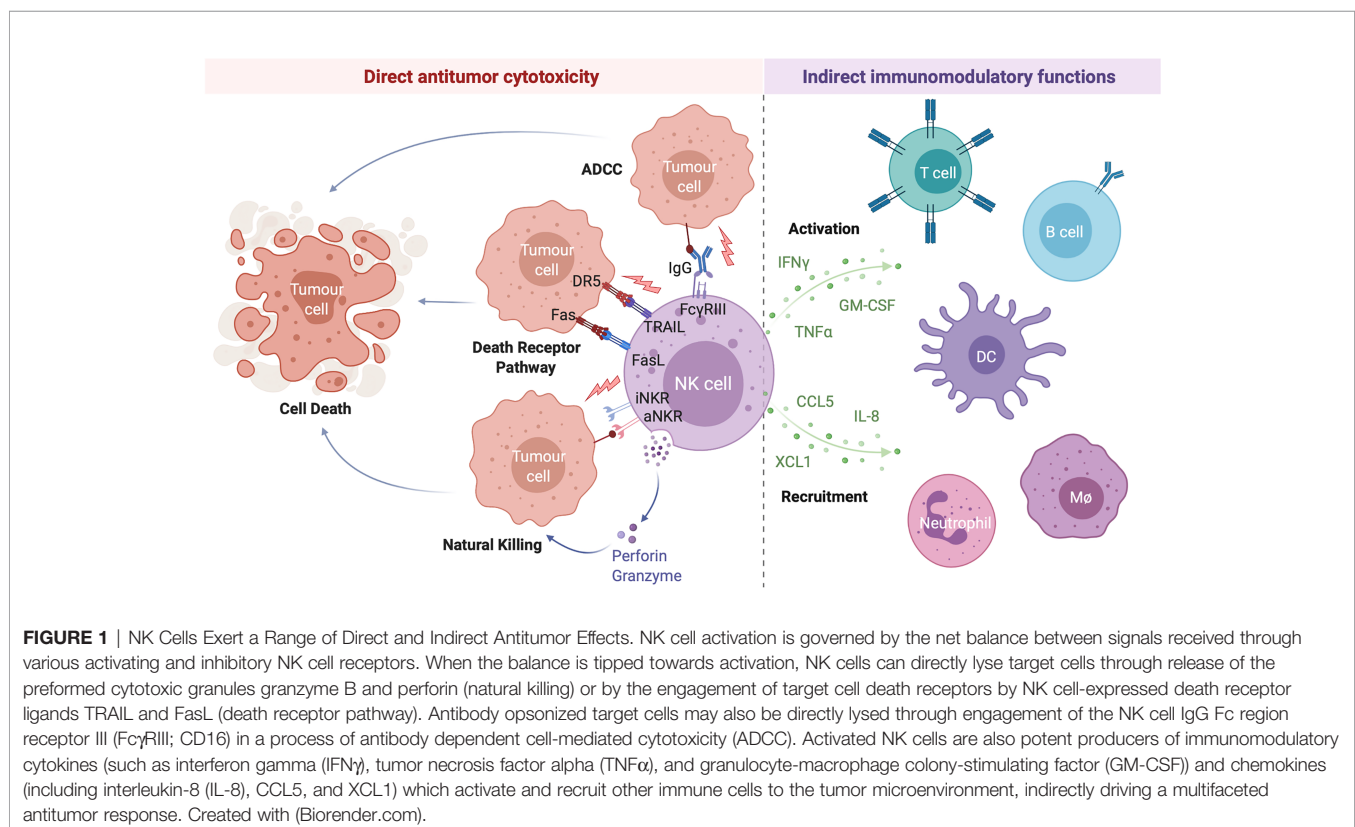 Direct antitumor cytotoxicity
Indirect immunomodulatory functions
ADCC
Tumour
cell
T cell
B cell
Activation
IFNγ
GM-CSF
TNFα
IgG
FcγRIII
Tumour
cell
DR5
Fas
TRAIL
FasL
Death Receptor
Pathway
Tumour
cell
Cell Death
NK cell
DC
iNKR
aNKR
Tumour
cell
CCL5
IL-8
XCL1
Recruitment
Neutrophil
Mø
Natural Killing
Perforin
Granzyme
FIGURE 1 | NK Cells Exert a Range of Direct and Indirect Antitumor Effects. NK cell activation is governed by the net balance between signals received through
various activating and inhibitory NK cell receptors. When the balance is tipped towards activation, NK cells can directly lyse target cells through release of the
preformed cytotoxic granules granzyme B and perforin (natural killing) or by the engagement of target cell death receptors by NK cell-expressed death receptor
ligands TRAIL and FasL (death receptor pathway). Antibody opsonized target cells may also be directly lysed through engagement of the NK cell IgG Fc region
receptor III (FcγRIII; CD16) in a process of antibody dependent cell-mediated cytotoxicity (ADCC). Activated NK cells are also potent producers of immunomodulatory
cytokines (such as interferon gamma (IFNγ), tumor necrosis factor alpha (TNFα), and granulocyte-macrophage colony-stimulating factor (GM-CSF)) and chemokines
(including interleukin-8 (IL-8), CCL5, and XCL1) which activate and recruit other immune cells to the tumor microenvironment, indirectly driving a multifaceted
antitumor response. Created with (Biorender.com).